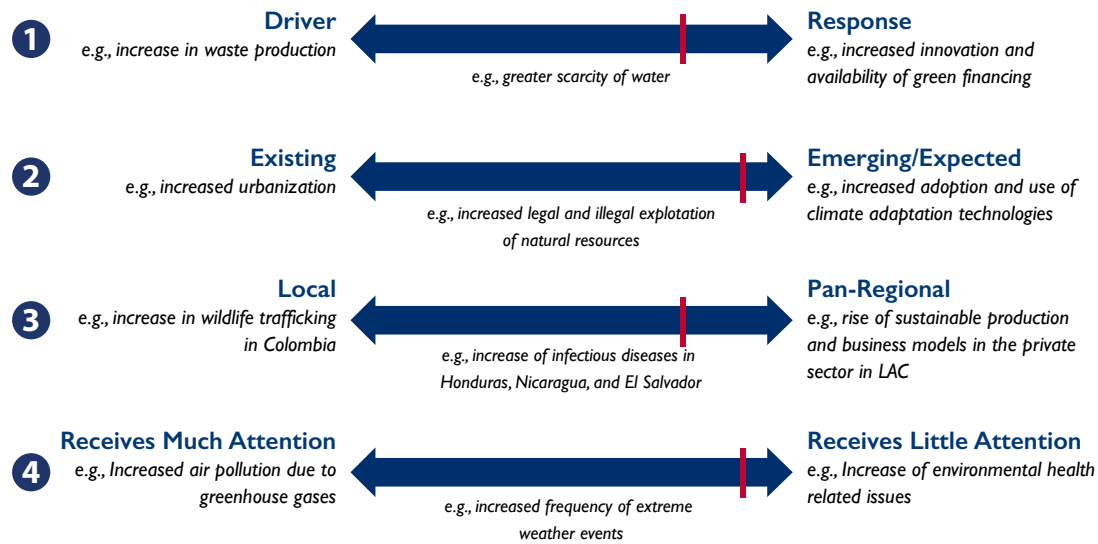 1
Driver
e.g., increase in waste production
e.g., greater scarcity of water
Response
e.g., increased innovation and
availability of green financing
2
Existing
e.g., increased urbanization
e.g., increased legal and illegal explotation
of natural resources
Emerging/Expected
e.g., increased adoption and use of
climate adaptation technologies
3
Local
e.g., increase in wildlife trafficking
in Colombia
e.g., increase of infectious diseases in
Honduras, Nicaragua, and El Salvador
Pan-Regional
e.g., rise of sustainable production
and business models in the private
sector in LAC
4
Receives Much Attention
e.g., Increased air pollution due to
greenhouse gases
e.g., increased frequency of extreme
weather events
Receives Little Attention
e.g., Increase of environmental health
related issues